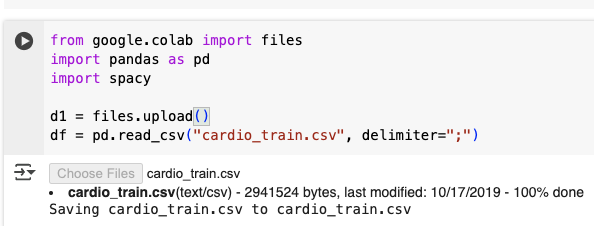 from google.colab import files
import pandas as pd
import spacy
d1 = files.upload()
df = pd.read_csv("cardio_train.csv", delimiter=";")
Choose Files cardio_train.csv
• cardio_train.csv(text/csv) - 2941524 bytes, last modified: 10/17/2019 - 100% done
Saving cardio_train.csv to cardio_train.csv